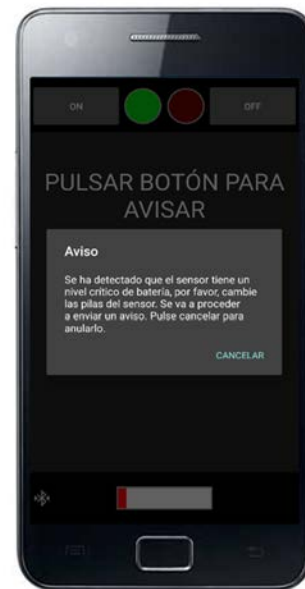 ON
OFF
PULSAR BOTÓN PARA
AVISAR
Aviso
Se ha detectado que el sensor tiene un
nivel crítico de batería, por favor, cambie
las pilas del sensor. Se va a proceder
a enviar un aviso. Pulse cancelar para
anularlo.
CANCELAR